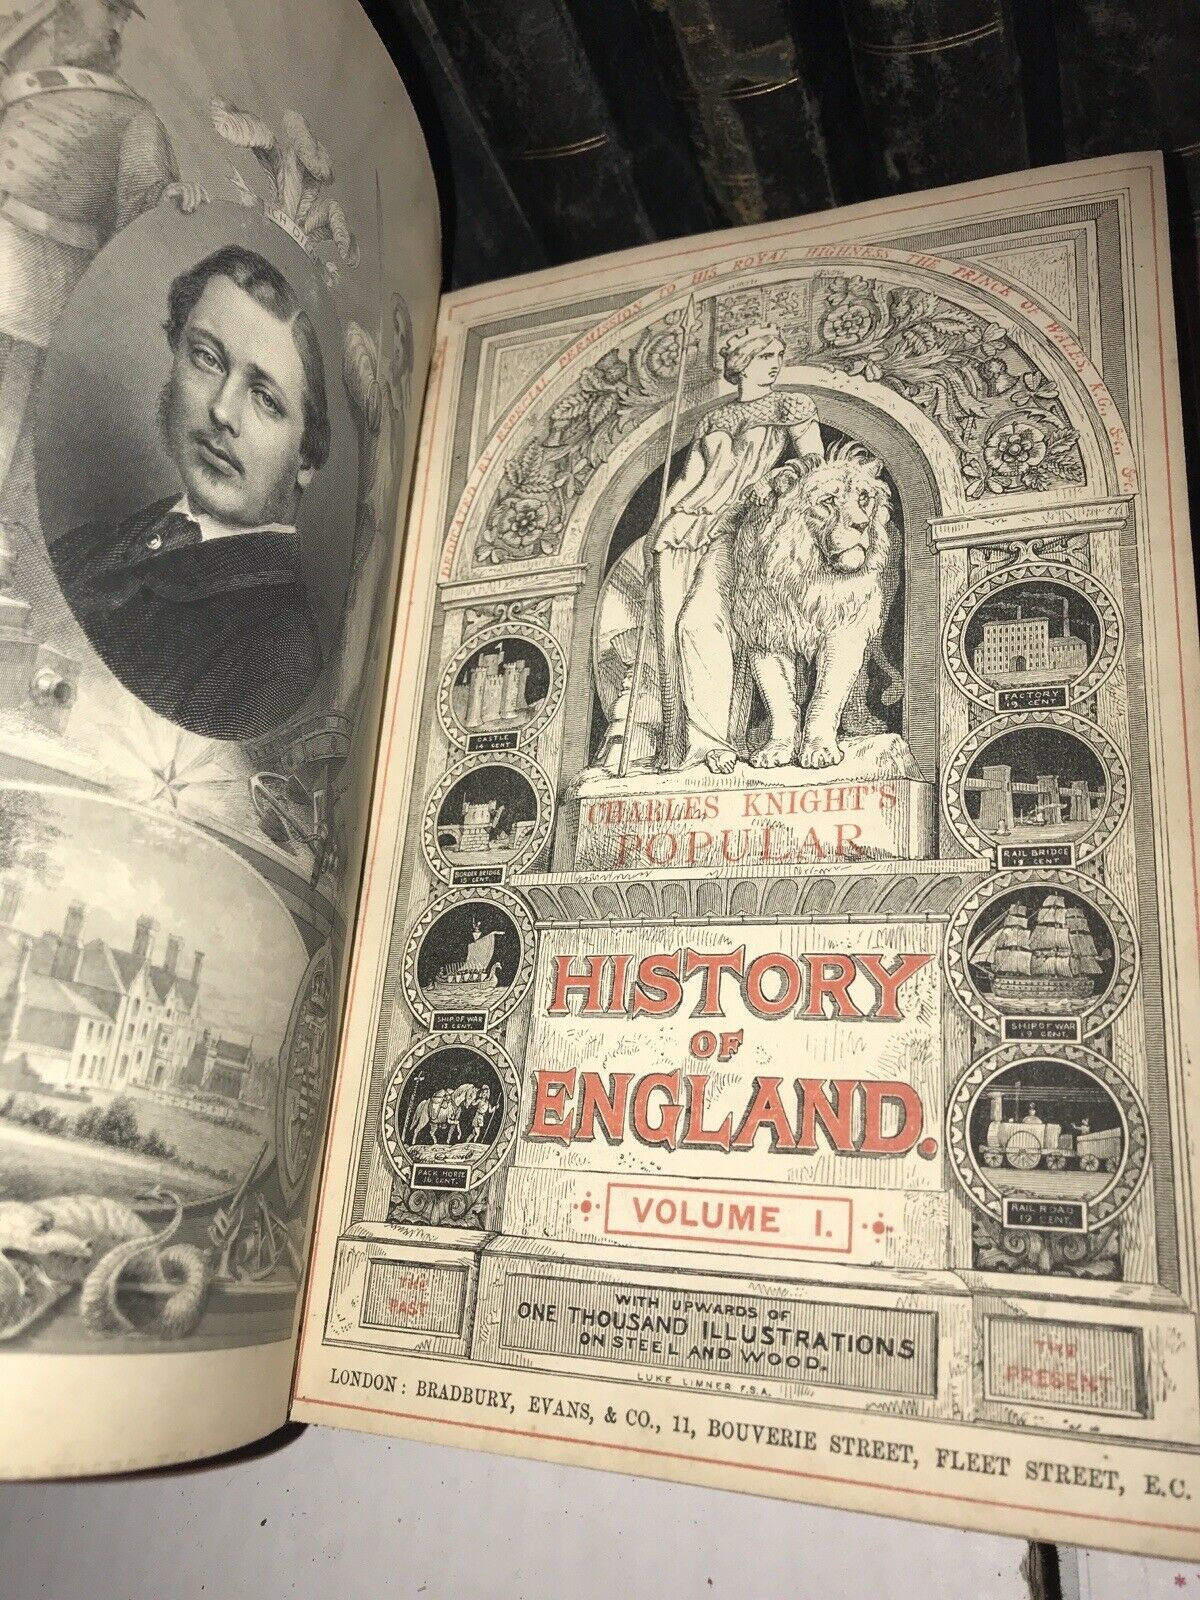 ICH DIE
DEDICATED BY ESPECIAL PERMISSION TO HIS ROYAL HIGHNESS THE PRINCE OF WALES, K.G., &c., &c.
CHARLES KNIGHT'S
POPULAR
HISTORY
OF
ENGLAND.
VOLUME I.
CASTLE
14 CENT
BORDER BRIDGE
15 CENT.
SHIP OF WAR
13 CENT.
PACK HORSE
16 CENT.
FACTORY
19 CENT.
RAIL BRIDGE
19 CENT.
SHIP OF WAR
19 CENT.
RAIL ROAD
19 CENT.
THE
PAST
WITH UPWARDS OF
ONE THOUSAND ILLUSTRATIONS
ON STEEL AND WOOD.
LUKE LIMNER F.S.A.
THE
PRESENT
LONDON: BRADBURY, EVANS, & CO., 11, BOUVERIE STREET, FLEET STREET, E.C.